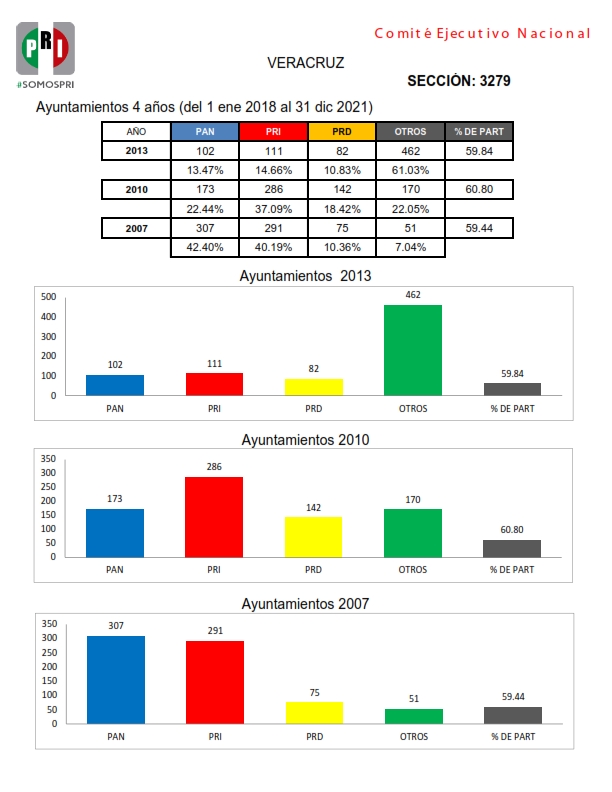 Comité Ejecutivo Nacional
PRI
#SOMOSPRI
VERACRUZ
SECCIÓN: 3279
Ayuntamientos 4 años (del 1 ene 2018 al 31 dic 2021)
AÑO PAN PRI PRD OTROS % DE PART
2013 102 111 82 462 59.84
13.47% 14.66% 10.83% 61.03%
2010 173 286 142 170 60.80
22.44% 37.09% 18.42% 22.05%
2007 307 291 75 51 59.44
42.40% 40.19% 10.36% 7.04%
Ayuntamientos 2013
500
400
300
200
100
0
102 111 82 462 59.84
PAN PRI PRD OTROS % DE PART
Ayuntamientos 2010
350
300
250
200
150
100
50
0
173 286 142 170 60.80
PAN PRI PRD OTROS % DE PART
Ayuntamientos 2007
350
300
250
200
150
100
50
0
307 291 75 51 59.44
PAN PRI PRD OTROS % DE PART